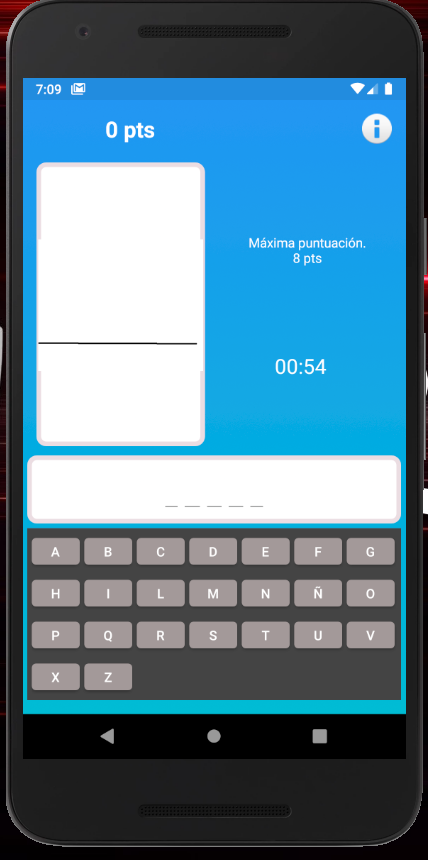 7:09
0 pts
i
Máxima puntuación.
8 pts
00:54
_ _ _ _ _
A B C D E F G
H I L M N Ñ O
P Q R S T U V
X Z